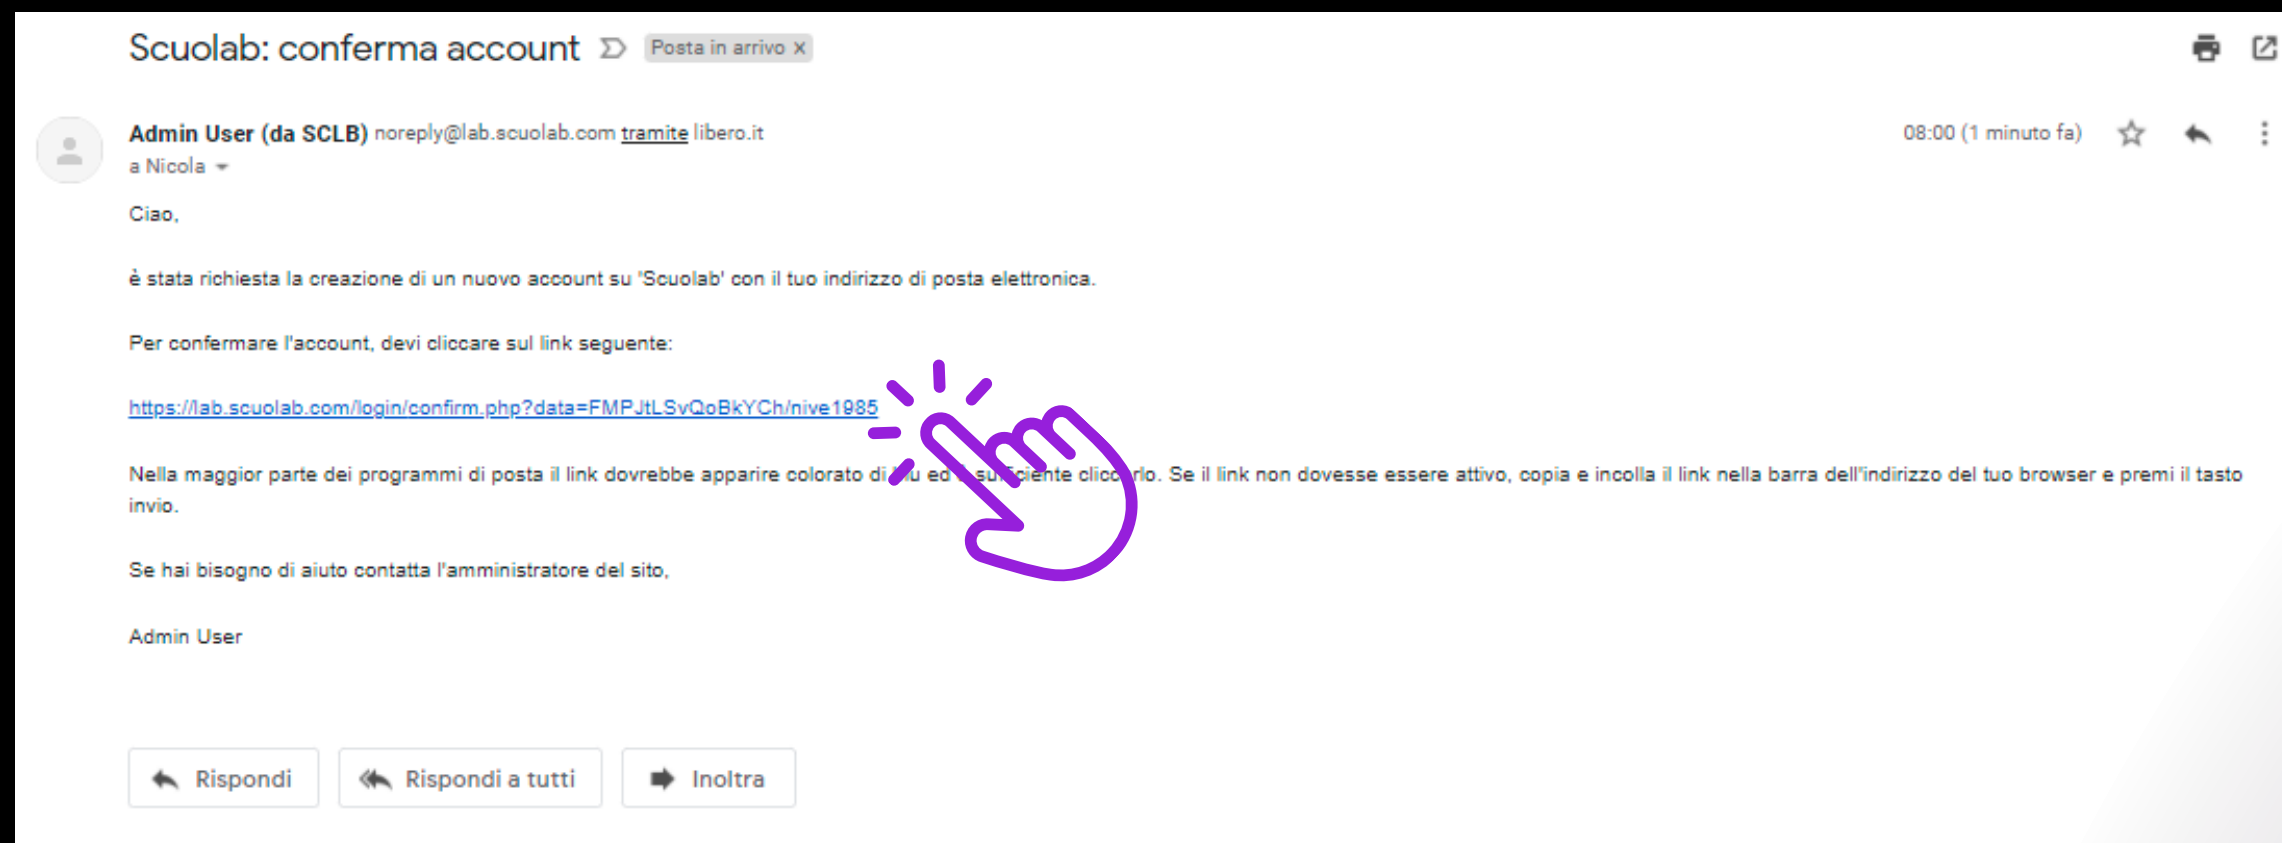 Scuolab: conferma account Posta in arrivo x
Admin User (da SCLB) noreply@lab.scuolab.com tramite libero.it 08:00 (1 minuto fa)
a Nicola
Ciao,
è stata richiesta la creazione di un nuovo account su 'Scuolab' con il tuo indirizzo di posta elettronica.
Per confermare l'account, devi cliccare sul link seguente:
https://lab.scuolab.com/login/confirm.php?data=FMPJtLSvQoBkYCh/nive1985
Nella maggior parte dei programmi di posta il link dovrebbe apparire colorato di ed Se il link non dovesse essere attivo, copia e incolla il link nella barra dell'indirizzo del tuo browser e premi il tasto
invio.
Se hai bisogno di aiuto contatta l'amministratore del sito,
Admin User
Rispondi Rispondi a tutti Inoltra